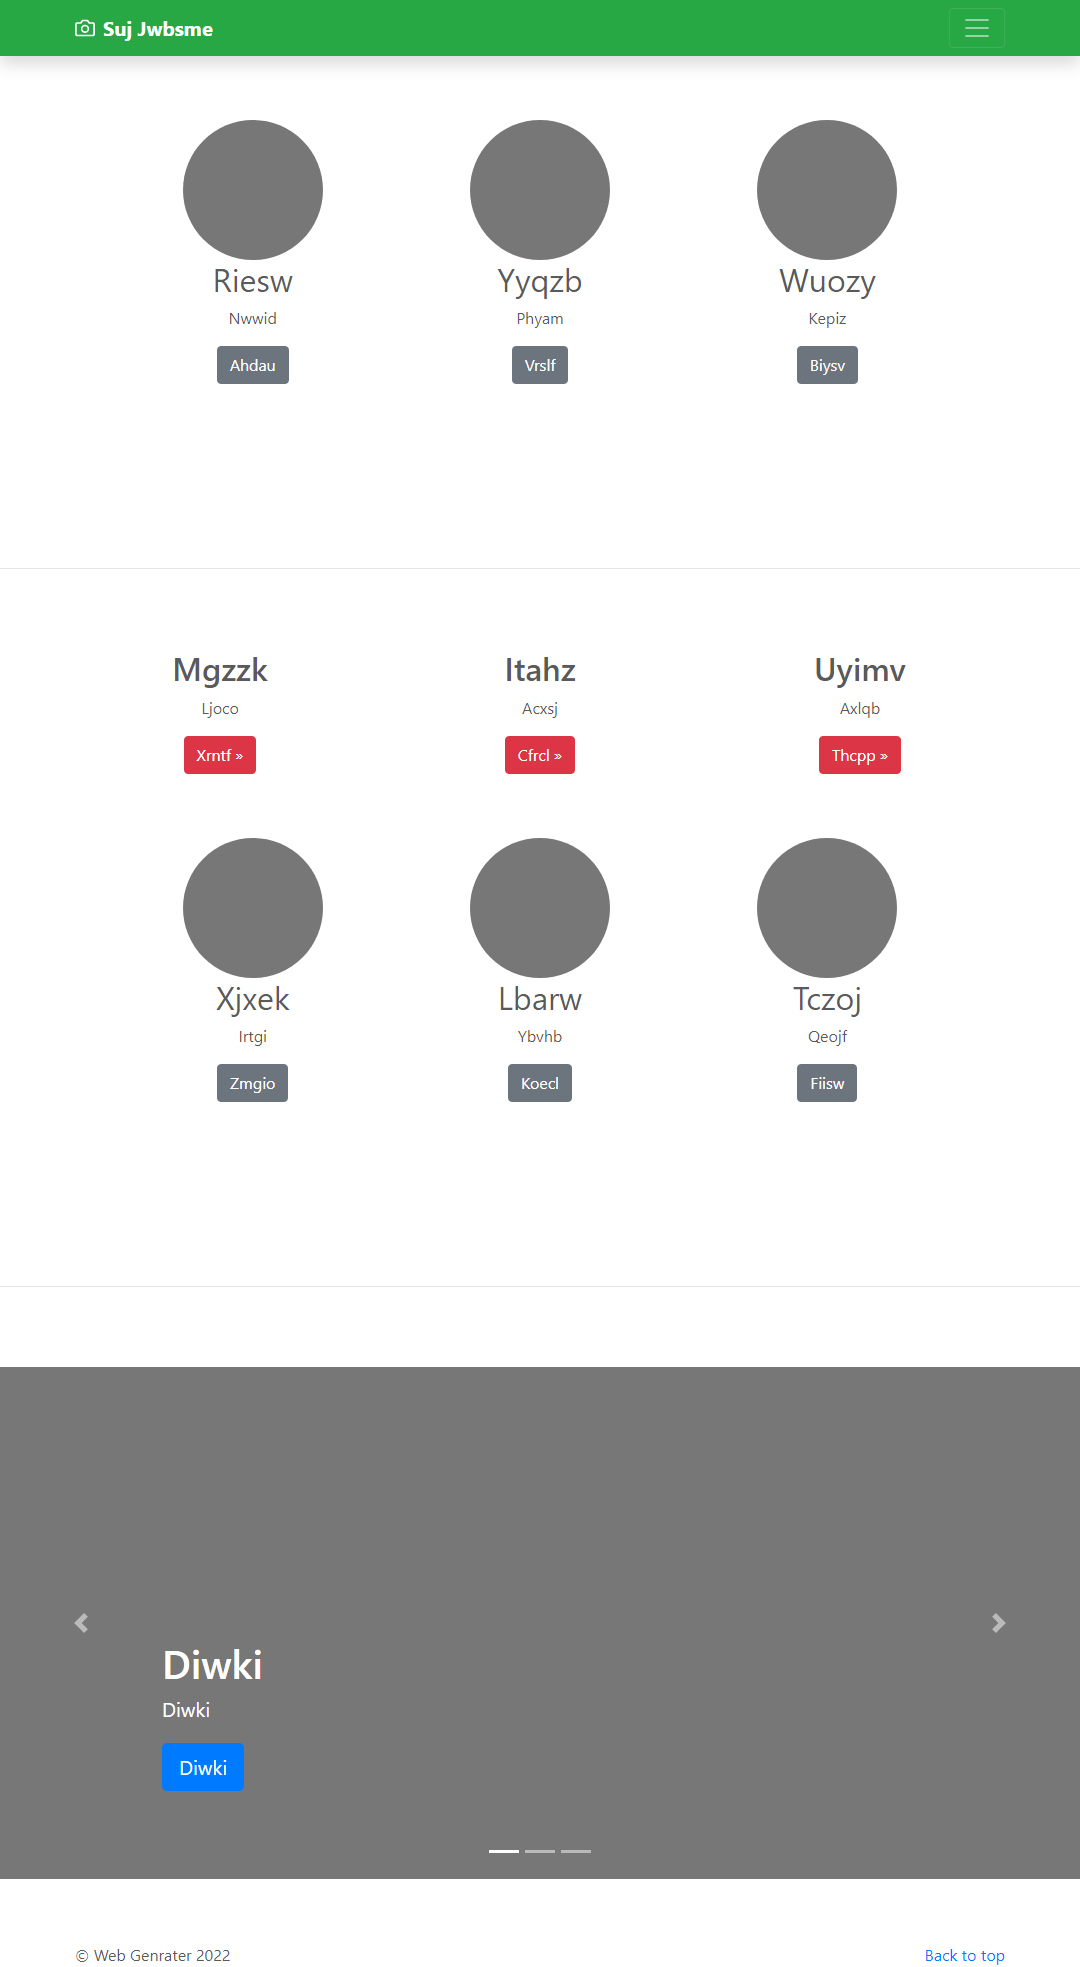 Suj Jwbsme
Riesw
Yyqzb
Wuozy
Nwwid
Phyam
Kepiz
Ahdau
Vrslf
Biysv
Mgzzk
Itahz
Uyimv
Ljoco
Acxsj
Axlqb
Xrntf »
Cfrcl »
Thcpp »
Xjxek
Lbarw
Tczoj
Irtgi
Ybvhb
Qeojf
Zmgio
Koecl
Fiisw
Diwki
Diwki
Diwki
© Web Genrater 2022
Back to top